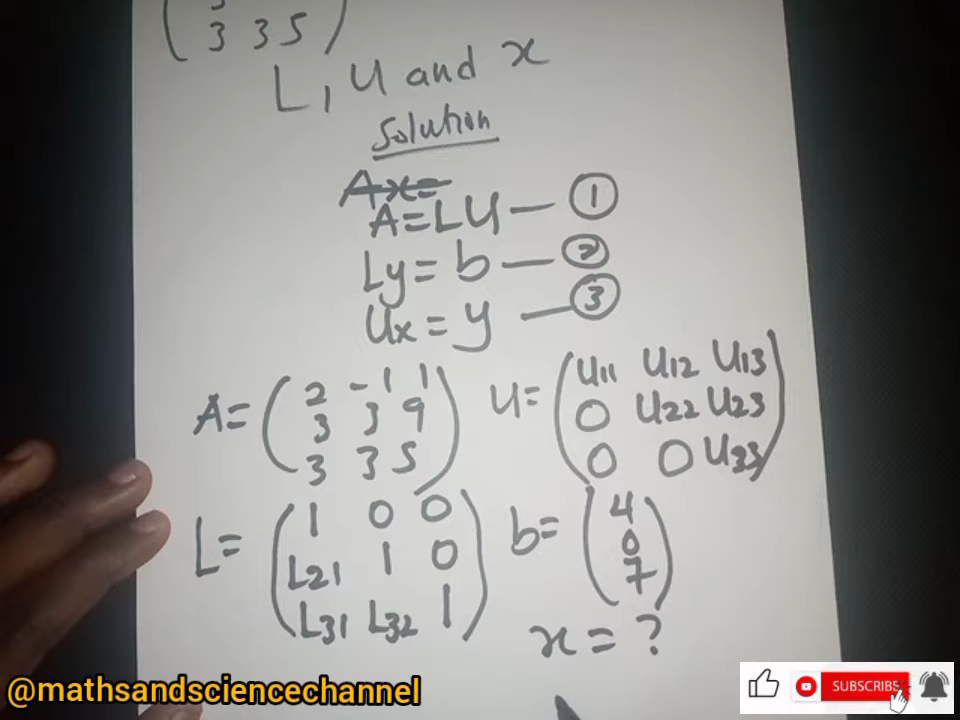 3 3 5
L, U and x
Solution
Ax=
A=LU — ①
Ly = b — ②
Ux = y — ③
A= ( 2 -1 1 U= ( U11 U12 U13
3 3 9 0 U22 U23
3 3 5 ) 0 0 U33 )
L= ( 1 0 0 b= ( 4
L21 1 0 0
L31 L32 1 ) 7 )
x = ?
@mathsandsciencechannel
SUBSCRIBE